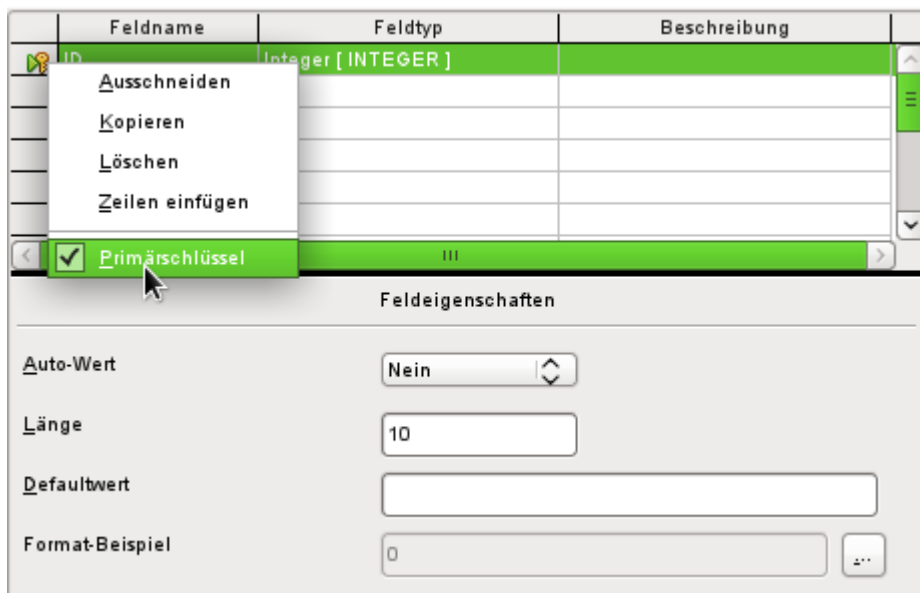 Feldname Feldtyp Beschreibung
ID Integer [ INTEGER ]
Ausschneiden
Kopieren
Löschen
Zeilen einfügen
Primärschlüssel
Feldeigenschaften
Auto-Wert Nein
Länge 10
Defaultwert
Format-Beispiel 0 ...